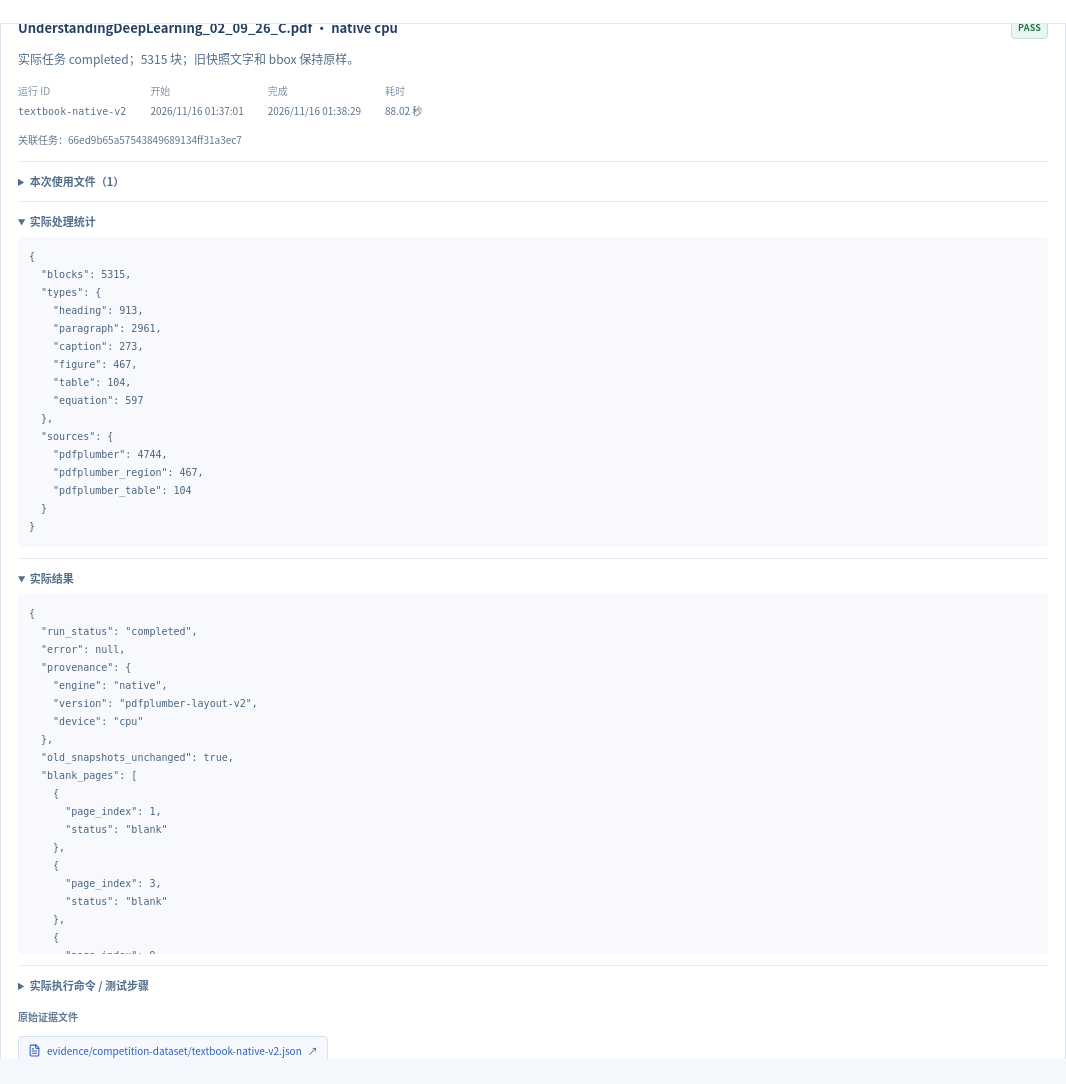 UnderstandingDeepLearning_02_09_26_C.pdf · native cpu
PASS
实际任务 completed；5315 块；旧快照文字和 bbox 保持原样。
运行 ID 开始 完成 耗时
textbook-native-v2 2026/11/16 01:37:01 2026/11/16 01:38:29 88.02 秒
关联任务：66ed9b65a57543849689134ff31a3ec7
▶ 本次使用文件（1）
▼ 实际处理统计
{
  "blocks": 5315,
  "types": {
    "heading": 913,
    "paragraph": 2961,
    "caption": 273,
    "figure": 467,
    "table": 104,
    "equation": 597
  },
  "sources": {
    "pdfplumber": 4744,
    "pdfplumber_region": 467,
    "pdfplumber_table": 104
  }
}
▼ 实际结果
{
  "run_status": "completed",
  "error": null,
  "provenance": {
    "engine": "native",
    "version": "pdfplumber-layout-v2",
    "device": "cpu"
  },
  "old_snapshots_unchanged": true,
  "blank_pages": [
    {
      "page_index": 1,
      "status": "blank"
    },
    {
      "page_index": 3,
      "status": "blank"
    },
    {
▶ 实际执行命令 / 测试步骤
原始证据文件
evidence/competition-dataset/textbook-native-v2.json ↗